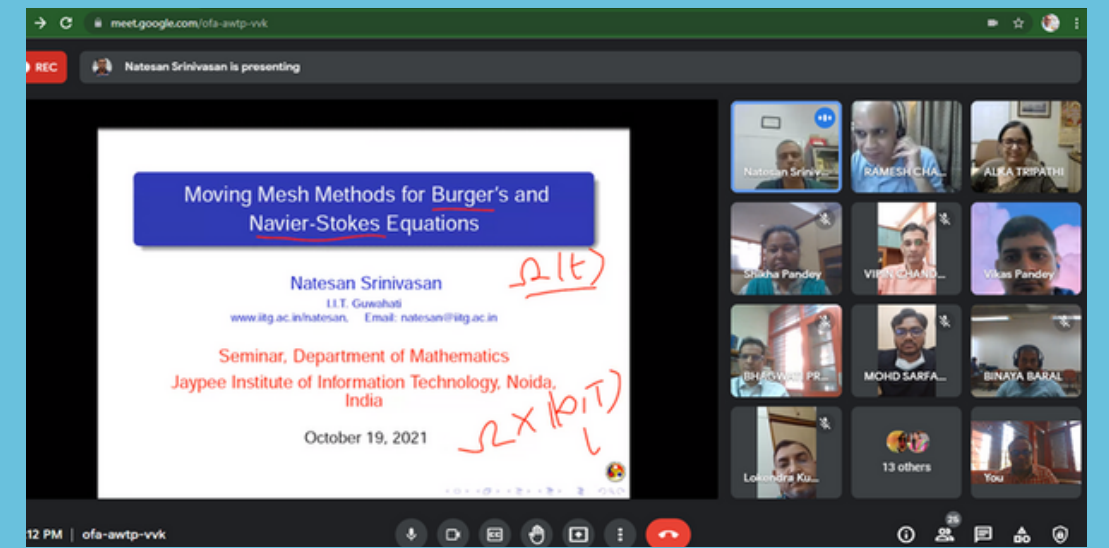 meet.google.com/ofa-awtp-vvk
REC
Natesan Srinivasan is presenting
Moving Mesh Methods for Burger's and
Navier-Stokes Equations
Ω(t)
Natesan Srinivasan
I.I.T. Guwahati
www.iitg.ac.in/natesan, Email: natesan@iitg.ac.in
Seminar, Department of Mathematics
Jaypee Institute of Information Technology, Noida,
India
Ω×(0,T)
October 19, 2021
Natesan Sriniv...
RAMESH CHA...
ALKA TRIPATHI
Shikha Pandey
VIPIN CHAND...
Vikas Pandey
BHAGWATI PR...
MOHD SARFA...
BINAYA BARAL
Lokendra Ku...
13 others
You
:12 PM | ofa-awtp-vvk
26